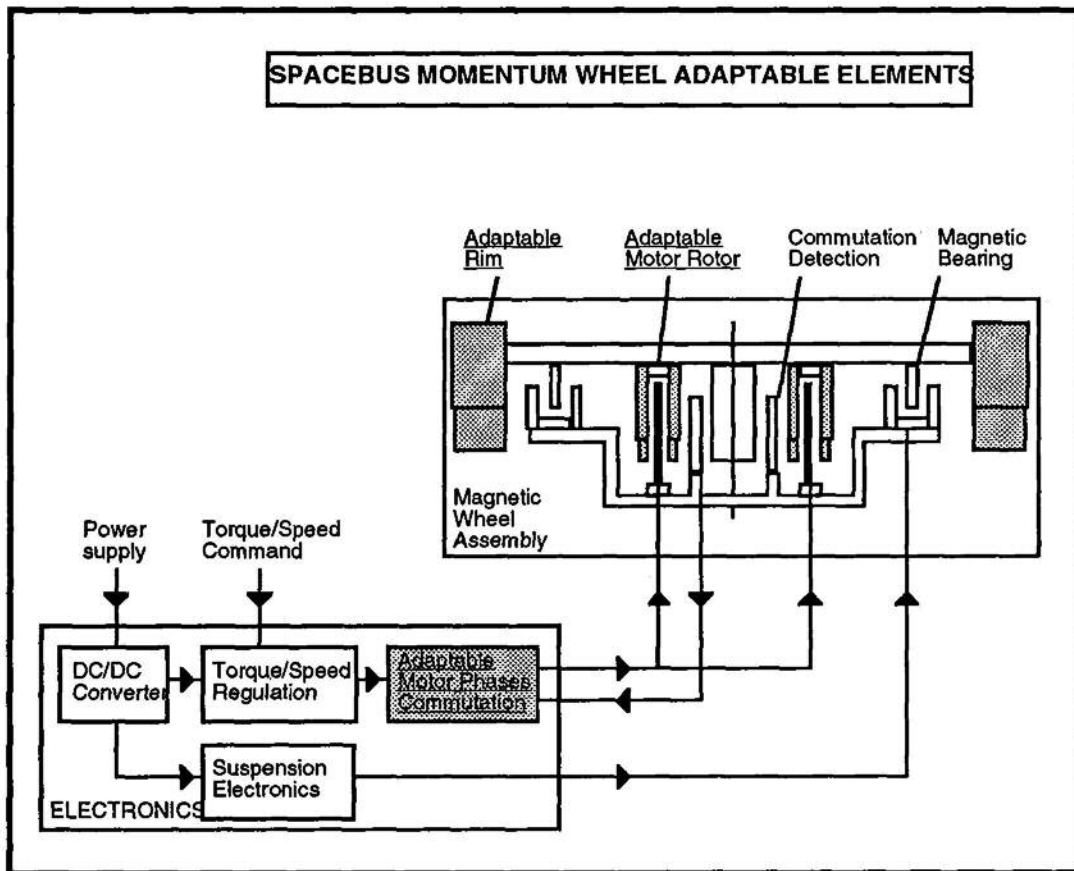 SPACEBUS MOMENTUM WHEEL ADAPTABLE ELEMENTS
Adaptable
Rim
Adaptable
Motor Rotor
Commutation
Detection
Magnetic
Bearing
Magnetic
Wheel
Assembly
Power
supply
Torque/Speed
Command
DC/DC
Converter
Torque/Speed
Regulation
Adaptable
Motor Phases
Commutation
Suspension
Electronics
ELECTRONICS